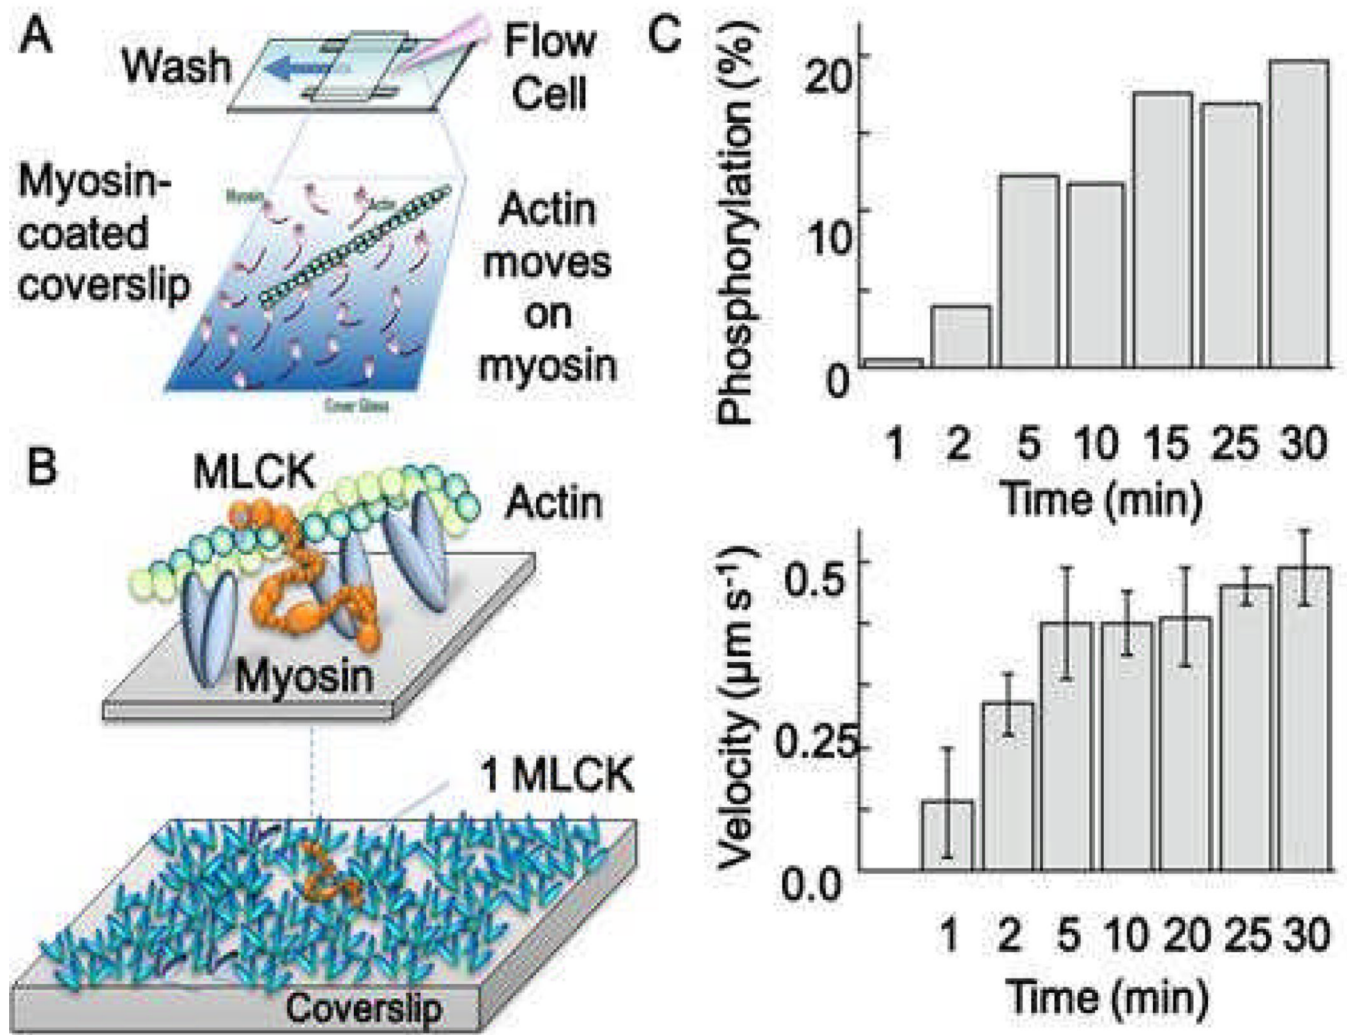 A
Wash
Flow
Cell
Myosin-
coated
coverslip
Myosin
Actin
Actin
moves
on
myosin
Cover Glass
B
MLCK
Actin
Myosin
1 MLCK
Coverslip
C
Phosphorylation (%)
20
10
0
1 2 5 10 15 25 30
Time (min)
Velocity (µm s⁻¹)
0.5
0.25
0.0
1 2 5 10 20 25 30
Time (min)